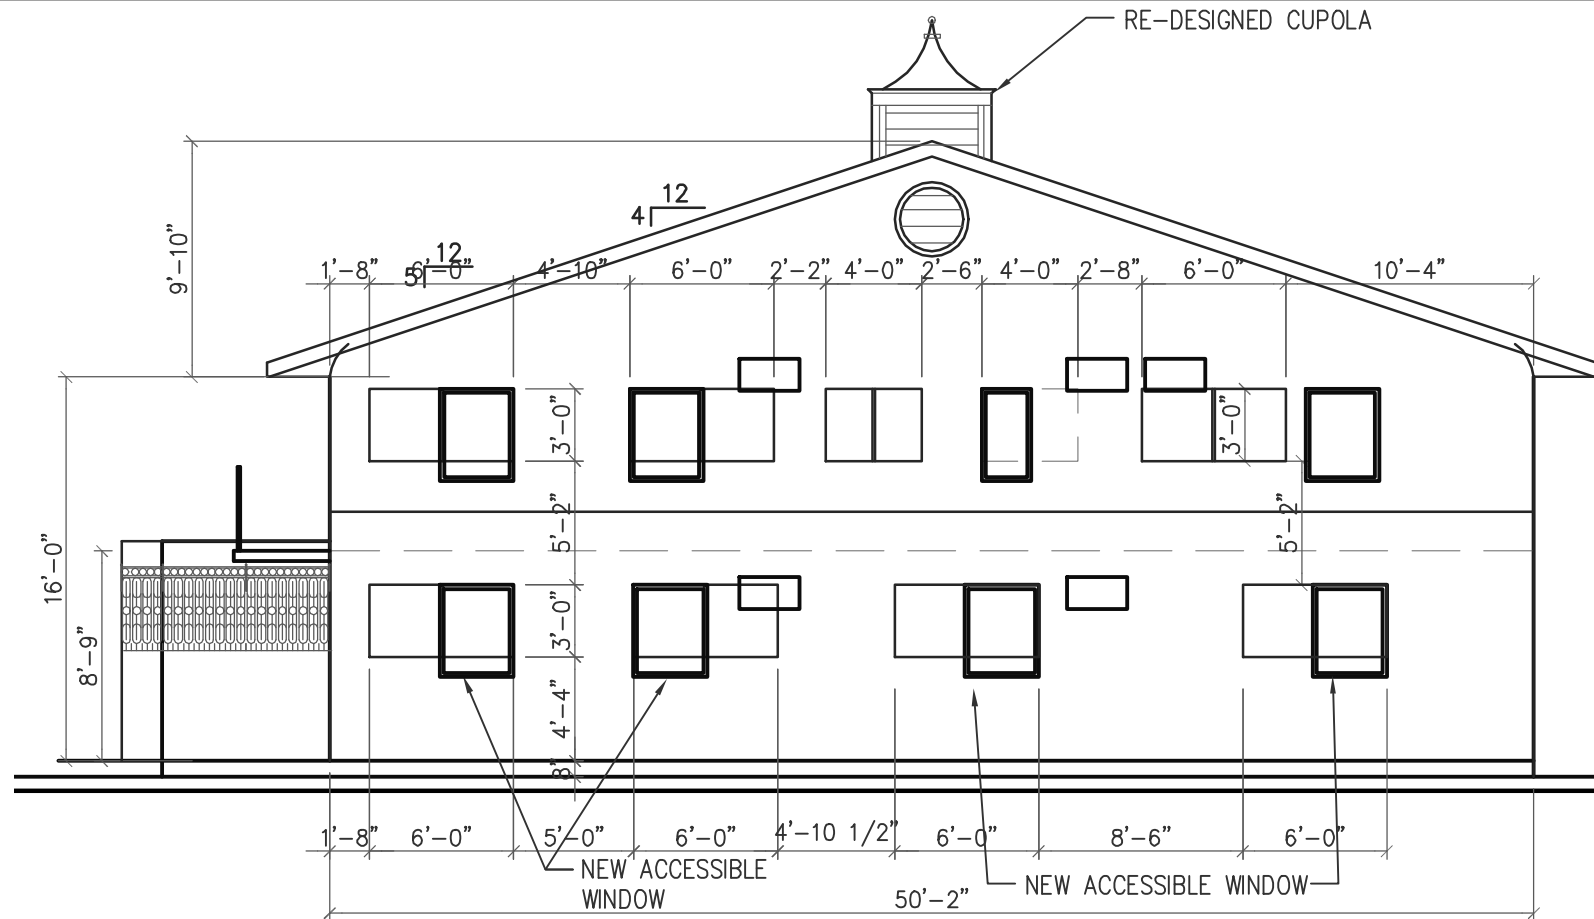 RE-DESIGNED CUPOLA
12
4
12
5
9'-10"
1'-8" 6'-0" 4'-10" 6'-0" 2'-2" 4'-0" 2'-6" 4'-0" 2'-8" 6'-0" 10'-4"
3'-0" 3'-0"
5'-2" 5'-2"
16'-0"
8'-9"
3'-0"
4'-4"
8"
1'-8" 6'-0" 5'-0" 6'-0" 4'-10 1/2" 6'-0" 8'-6" 6'-0"
NEW ACCESSIBLE
WINDOW
NEW ACCESSIBLE WINDOW
50'-2"